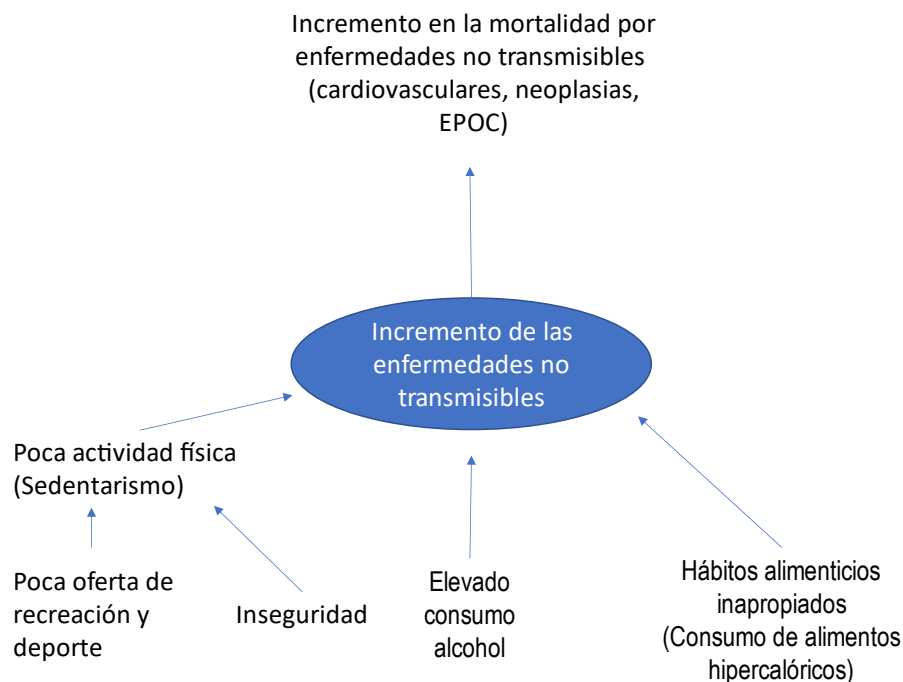 Incremento en la mortalidad por
enfermedades no transmisibles
(cardiovasculares, neoplasias,
EPOC)
Incremento de las
enfermedades no
transmisibles
Poca actividad física
(Sedentarismo)
Poca oferta de
recreación y
deporte
Inseguridad
Elevado
consumo
alcohol
Hábitos alimenticios
inapropiados
(Consumo de alimentos
hipercalóricos)